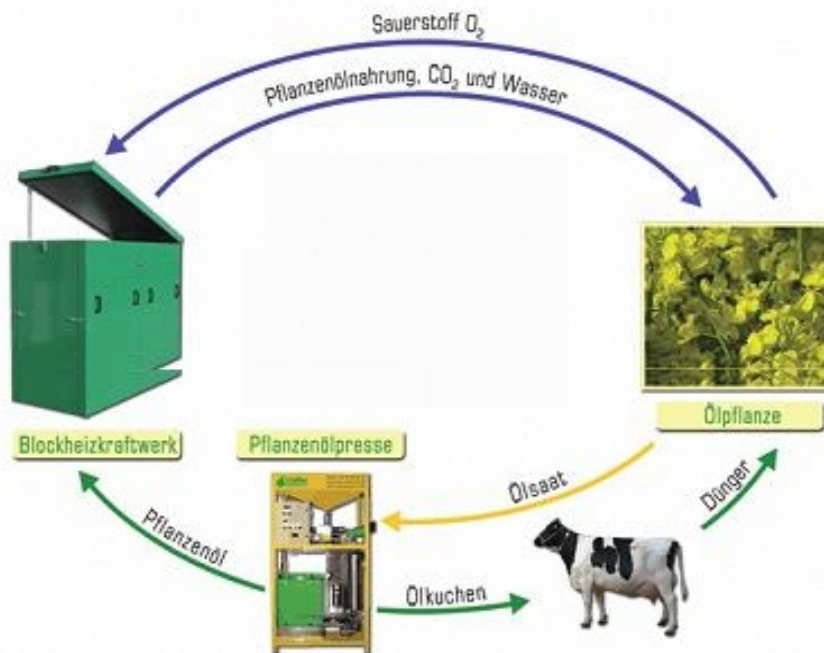 Sauerstoff O₂
Pflanzenölnahrung, CO₂ und Wasser
Blockheizkraftwerk
Pflanzenölpresse
Ölpflanze
Ölsaat
Dünger
Pflanzenöl
Ölkuchen